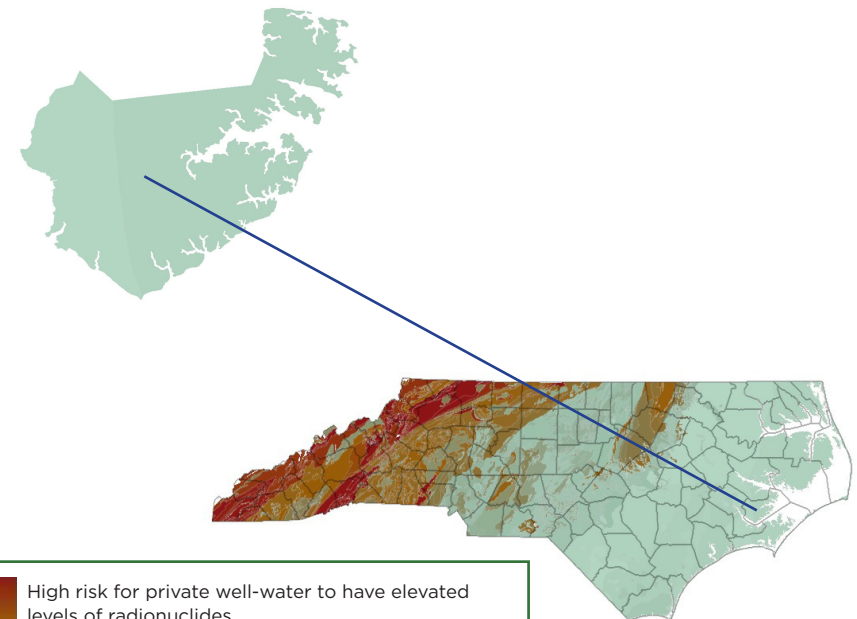 High risk for private well-water to have elevated
levels of radionuclides